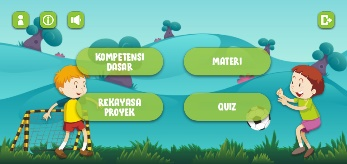 KOMPETENSI
DASAR
MATERI
REKAYASA
PROYEK
QUIZ